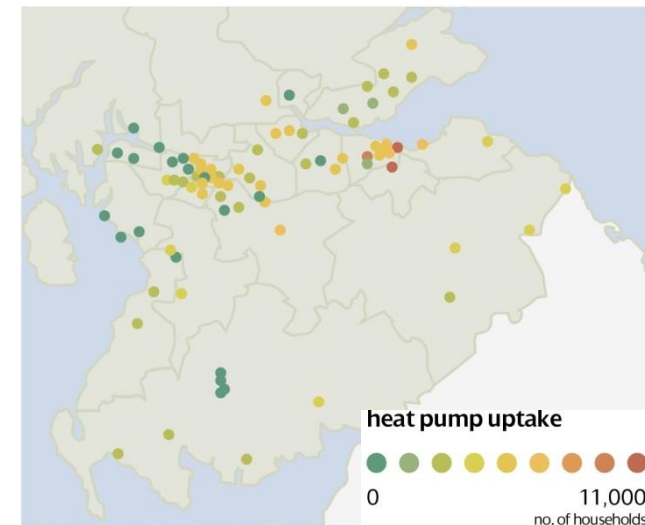 heat pump uptake
0 11,000
no. of households